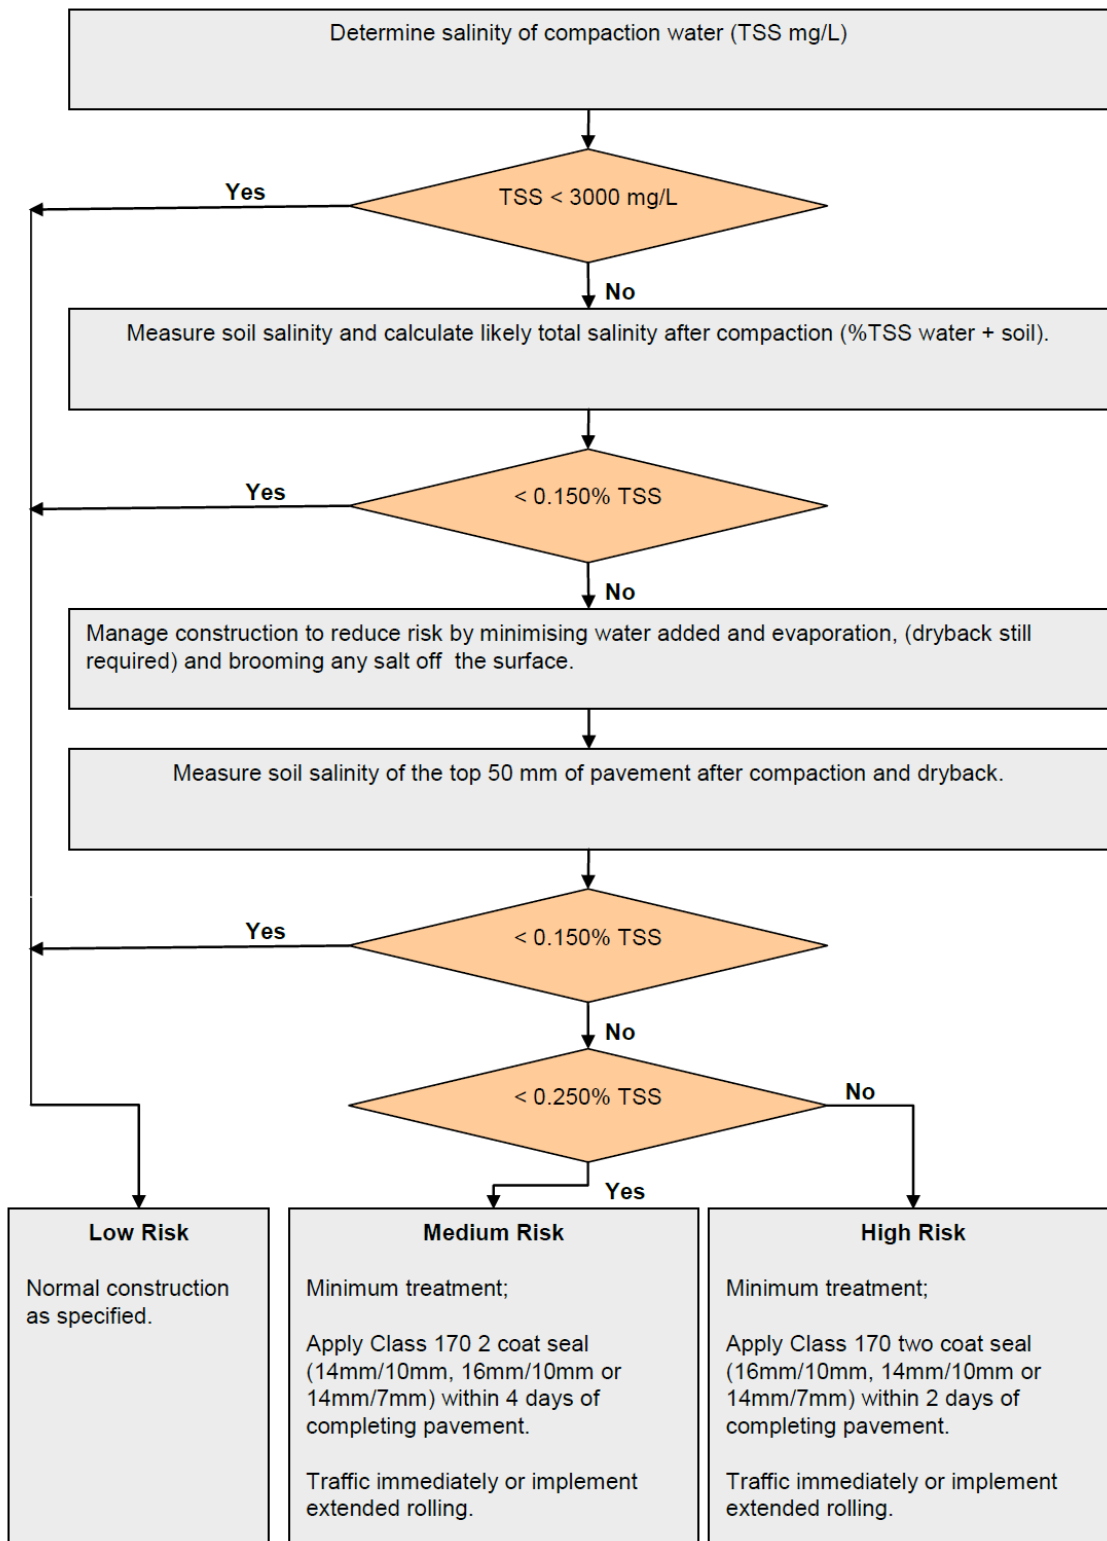 Determine salinity of compaction water (TSS mg/L)
TSS < 3000 mg/L
Yes
No
Measure soil salinity and calculate likely total salinity after compaction (%TSS water + soil).
< 0.150% TSS
Yes
No
Manage construction to reduce risk by minimising water added and evaporation, (dryback still
required) and brooming any salt off the surface.
Measure soil salinity of the top 50 mm of pavement after compaction and dryback.
< 0.150% TSS
Yes
No
< 0.250% TSS
No
Yes
Low Risk
Normal construction
as specified.
Medium Risk
Minimum treatment;
Apply Class 170 2 coat seal
(14mm/10mm, 16mm/10mm or
14mm/7mm) within 4 days of
completing pavement.
Traffic immediately or implement
extended rolling.
High Risk
Minimum treatment;
Apply Class 170 two coat seal
(16mm/10mm, 14mm/10mm or
14mm/7mm) within 2 days of
completing pavement.
Traffic immediately or implement
extended rolling.